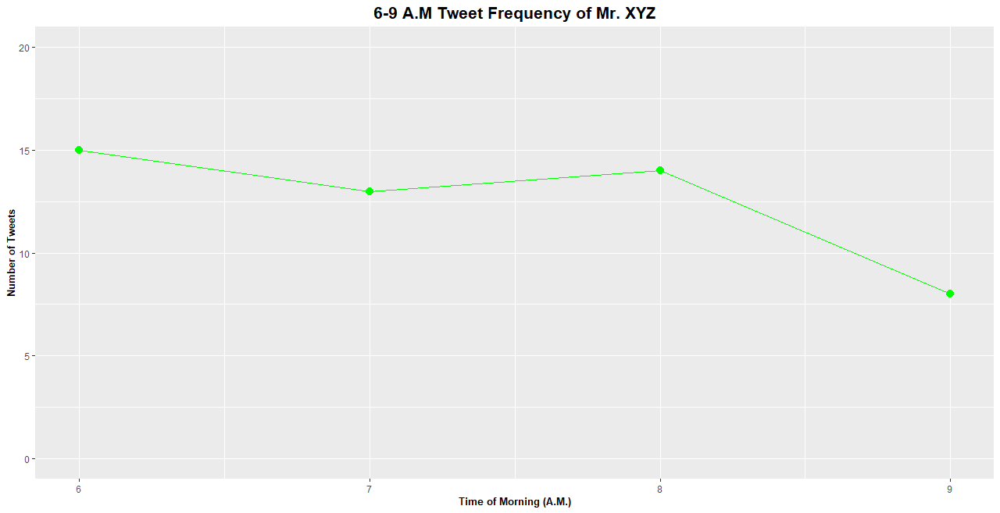 6-9 A.M Tweet Frequency of Mr. XYZ
Number of Tweets
20
15
10
5
0
6 7 8 9
Time of Morning (A.M.)